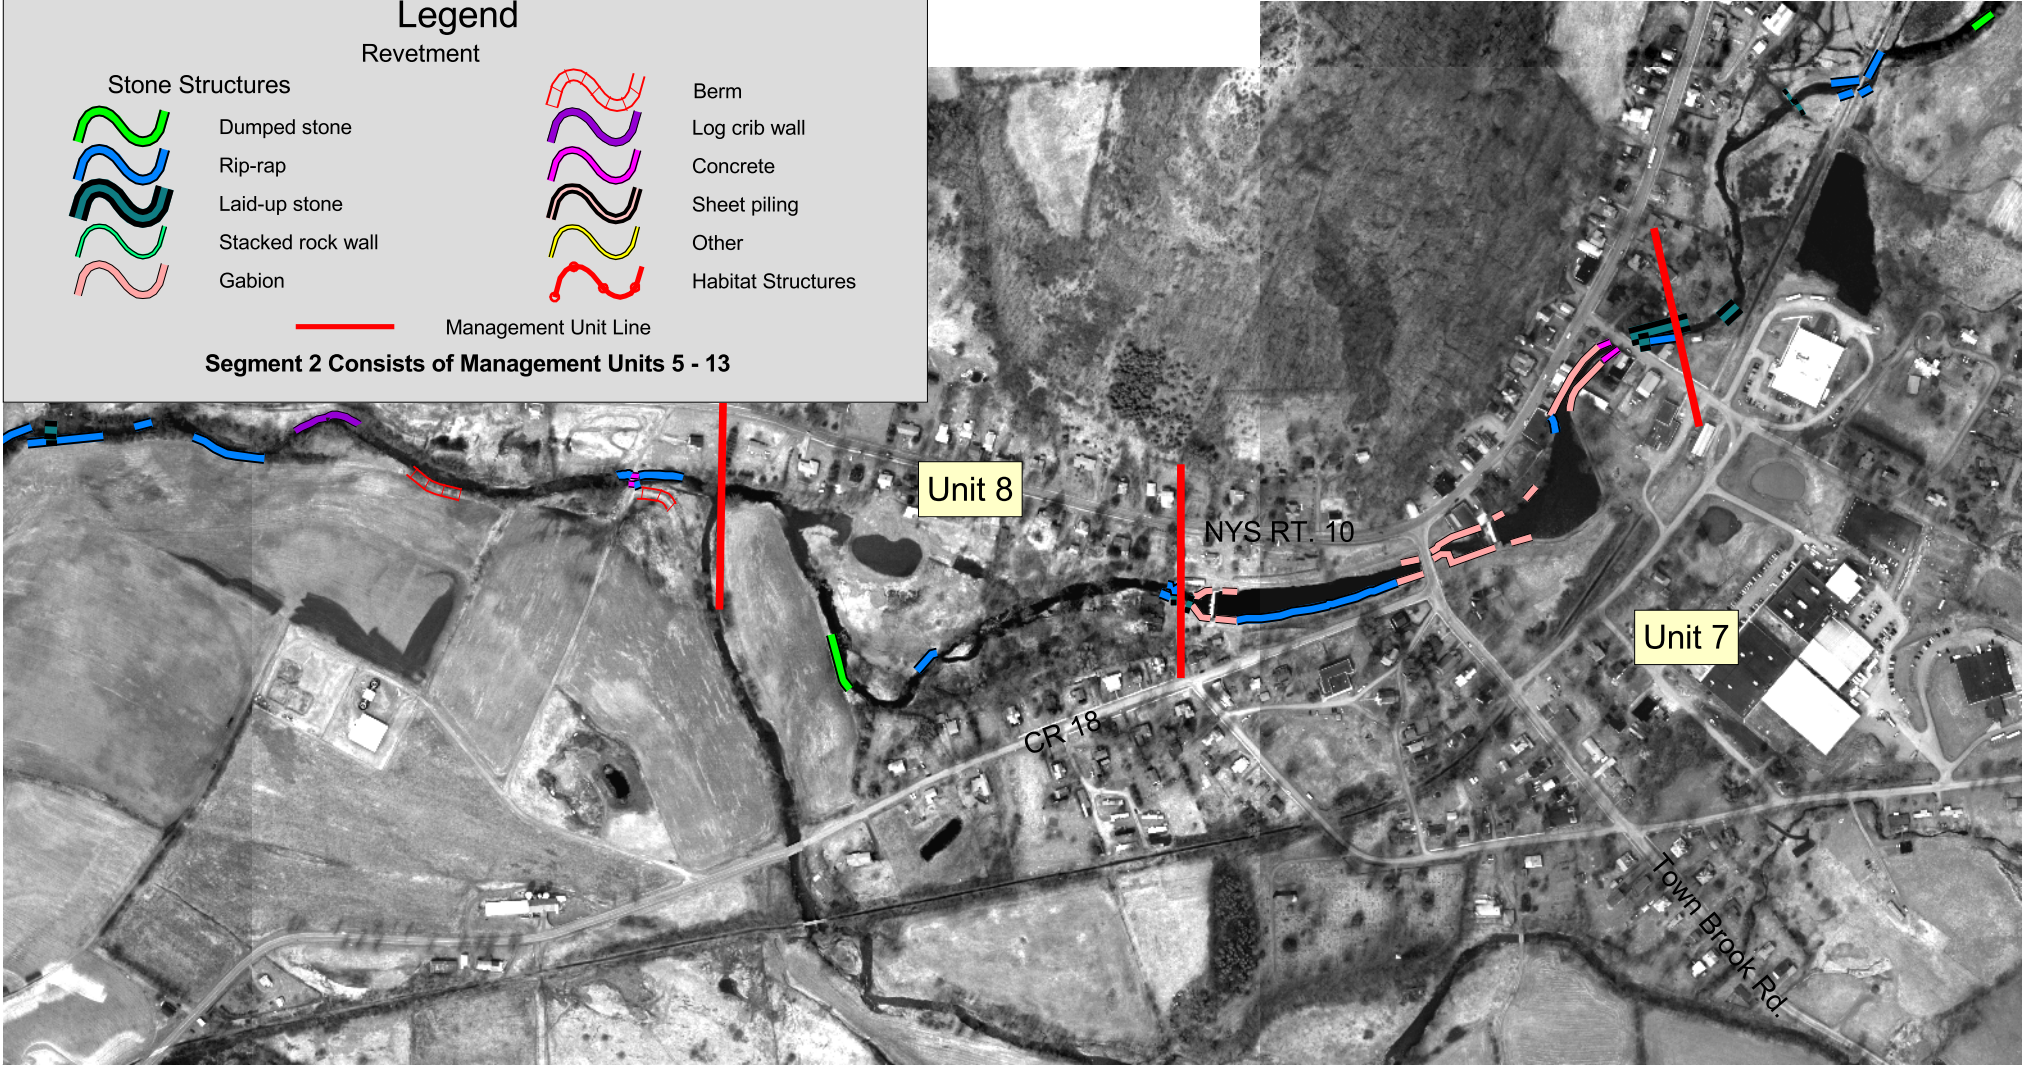 Legend
Revetment
Stone Structures
Dumped stone
Rip-rap
Laid-up stone
Stacked rock wall
Gabion
Berm
Log crib wall
Concrete
Sheet piling
Other
Habitat Structures
Management Unit Line
Segment 2 Consists of Management Units 5 - 13
Unit 8
NYS RT. 10
Unit 7
CR 18
Town Brook Rd.